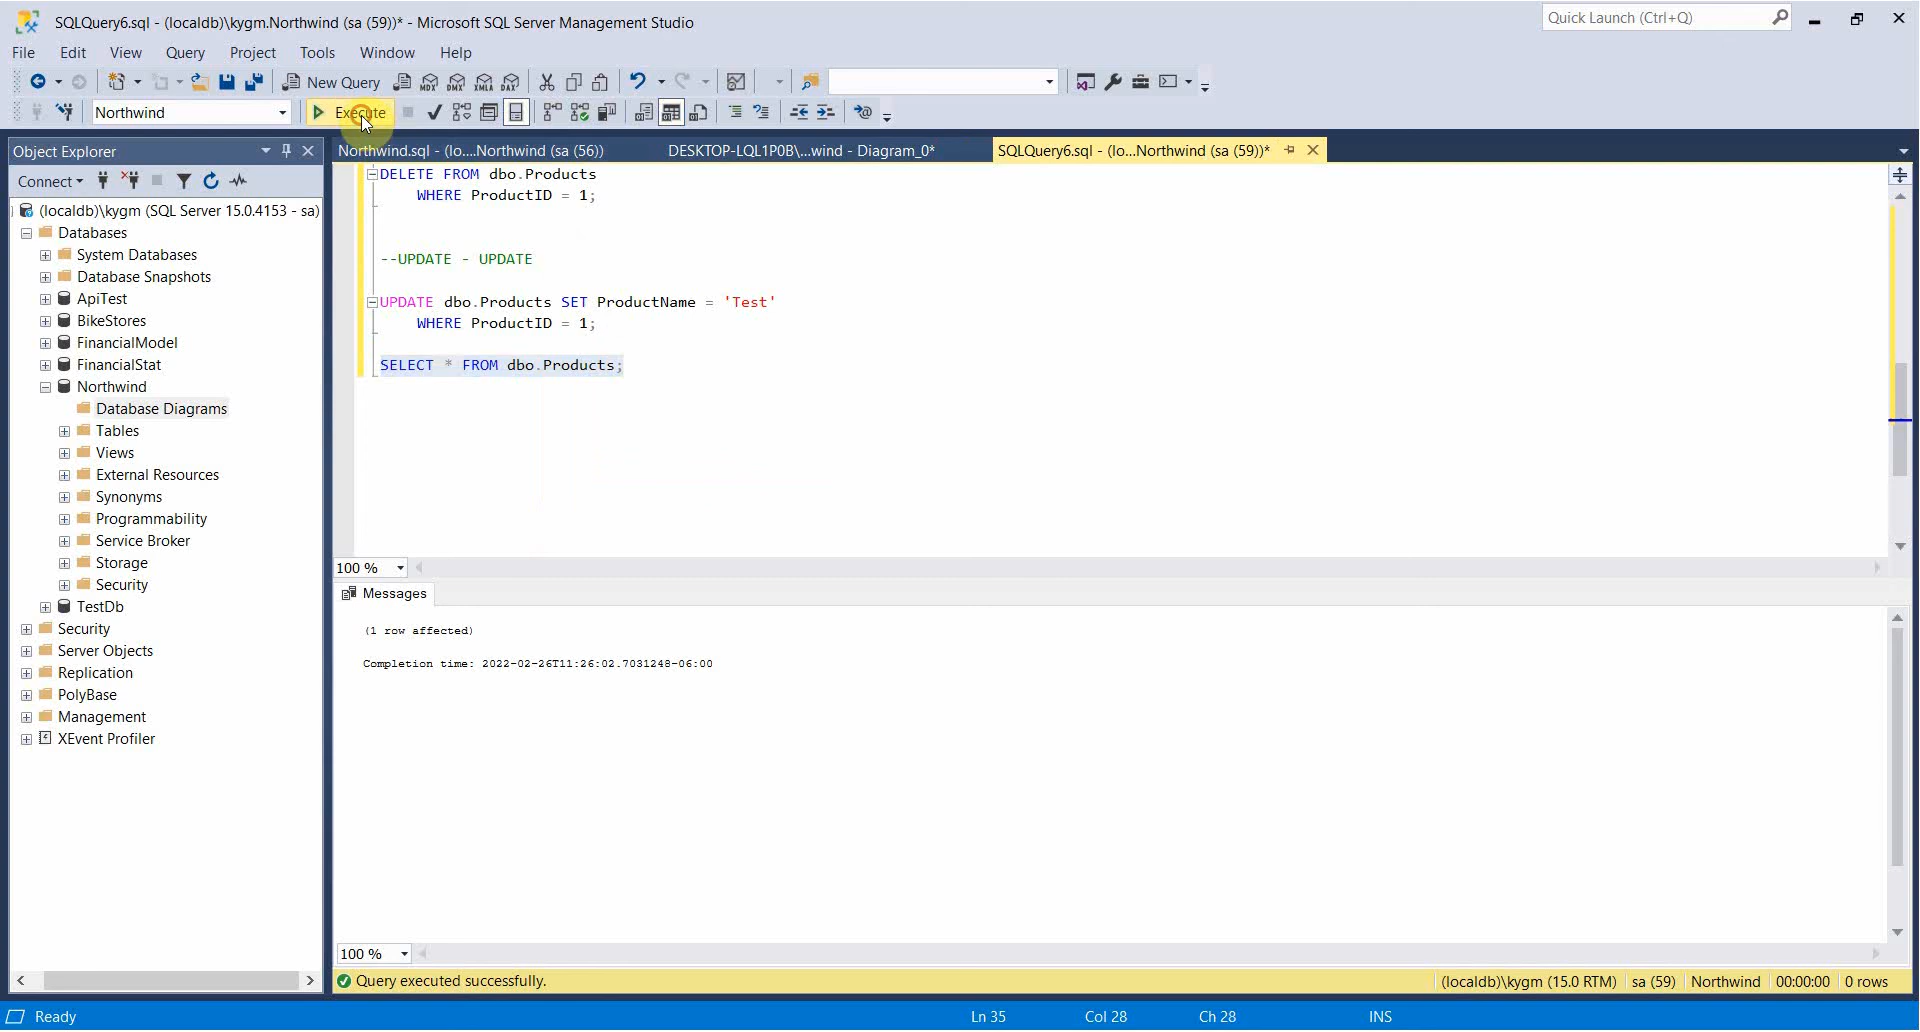 SQLQuery6.sql - (localdb)\kygm.Northwind (sa (59))* - Microsoft SQL Server Management Studio
Quick Launch (Ctrl+Q)
File Edit View Query Project Tools Window Help
New Query
MDX DMX XMLA DAX
Northwind
Execute
Object Explorer
Northwind.sql - (lo....Northwind (sa (56))
DESKTOP-LQL1P0B\...wind - Diagram_0*
SQLQuery6.sql - (lo...Northwind (sa (59))*
Connect
(localdb)\kygm (SQL Server 15.0.4153 - sa)
Databases
System Databases
Database Snapshots
ApiTest
BikeStores
FinancialModel
FinancialStat
Northwind
Database Diagrams
Tables
Views
External Resources
Synonyms
Programmability
Service Broker
Storage
Security
TestDb
Security
Server Objects
Replication
PolyBase
Management
XEvent Profiler
DELETE FROM dbo.Products
WHERE ProductID = 1;
--UPDATE - UPDATE
UPDATE dbo.Products SET ProductName = 'Test'
WHERE ProductID = 1;
SELECT * FROM dbo.Products;
100 %
Messages
(1 row affected)
Completion time: 2022-02-26T11:26:02.7031248-06:00
100 %
Query executed successfully.
(localdb)\kygm (15.0 RTM) sa (59) Northwind 00:00:00 0 rows
Ready
Ln 35 Col 28 Ch 28 INS